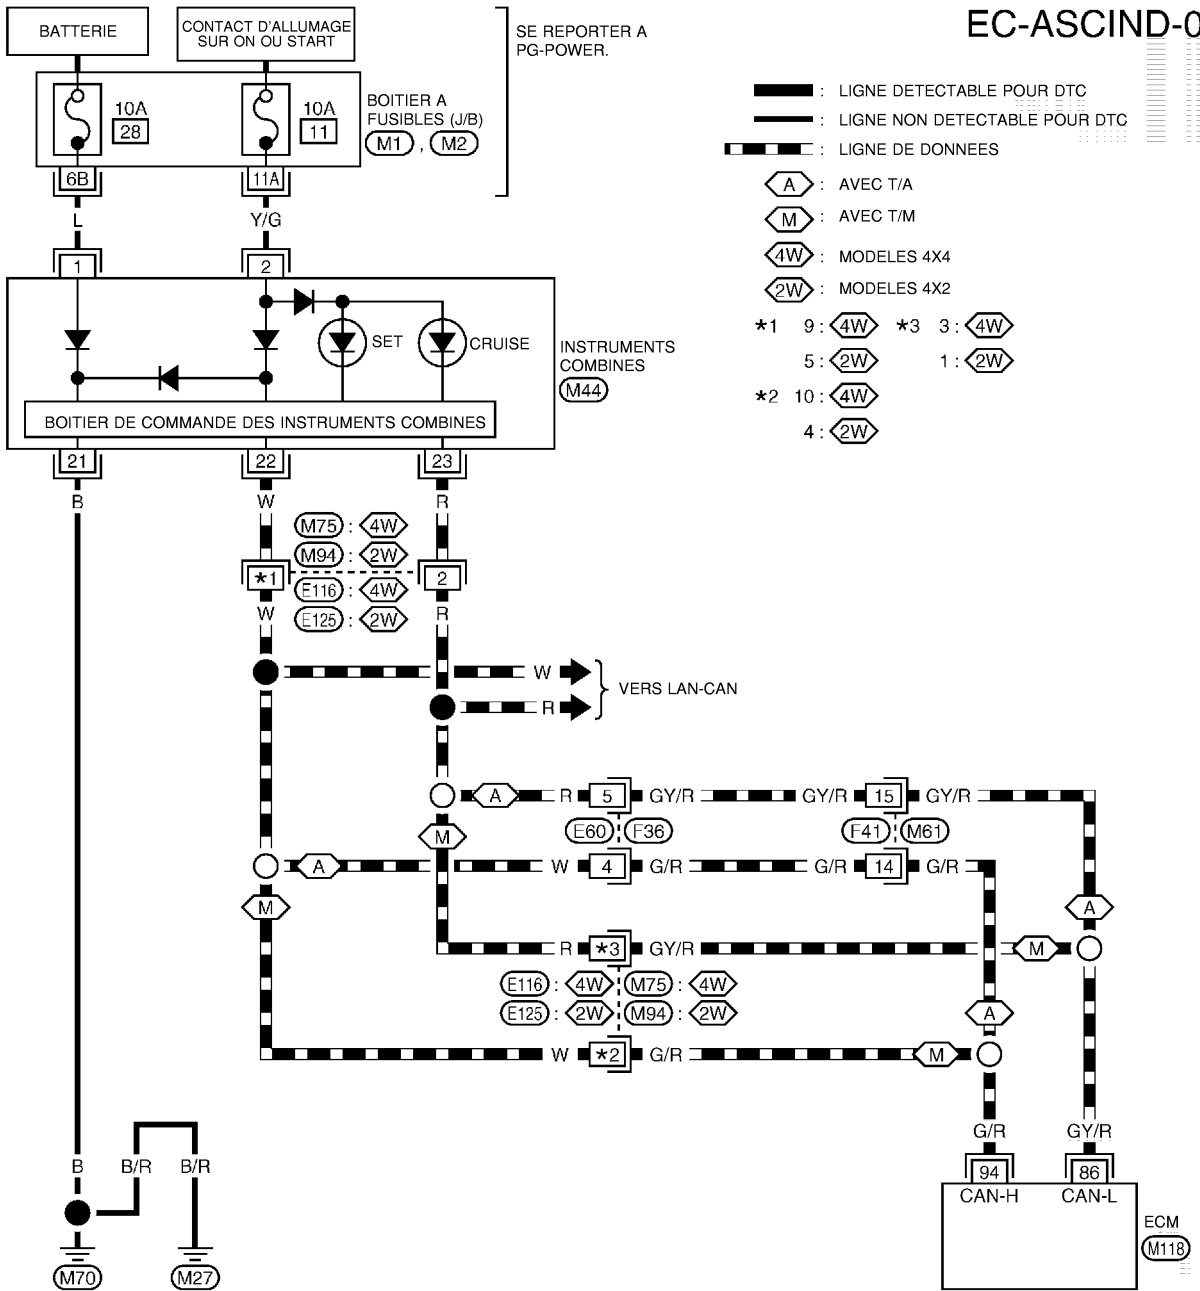 EC-ASCIND-0
BATTERIE
CONTACT D'ALLUMAGE
SUR ON OU START
SE REPORTER A
PG-POWER.
10A
28
10A
11
BOITIER A
FUSIBLES (J/B)
M1 , M2
6B
11A
L
Y/G
1
2
: LIGNE DETECTABLE POUR DTC
: LIGNE NON DETECTABLE POUR DTC
: LIGNE DE DONNEES
A : AVEC T/A
M : AVEC T/M
4W : MODELES 4X4
2W : MODELES 4X2
*1 9 : 4W *3 3 : 4W
5 : 2W 1 : 2W
*2 10 : 4W
4 : 2W
SET
CRUISE
INSTRUMENTS
COMBINES
M44
BOITIER DE COMMANDE DES INSTRUMENTS COMBINES
21
22
23
B
W
R
M75 : 4W
M94 : 2W
*1
2
E116 : 4W
E125 : 2W
W
R
W
R
VERS LAN-CAN
A R 5 GY/R GY/R 15 GY/R
M E60 F36 F41 M61
A W 4 G/R G/R 14 G/R
M
A
R *3 GY/R M
E116 : 4W M75 : 4W
E125 : 2W M94 : 2W
A
W *2 G/R M
G/R
GY/R
B
B/R
B/R
94
86
CAN-H
CAN-L
ECM
M118
M70
M27